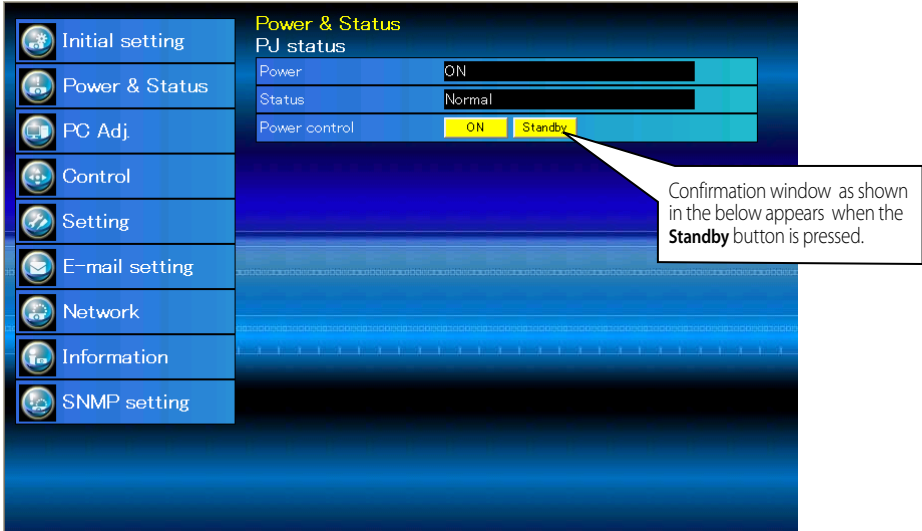 Initial setting
Power & Status
PC Adj.
Control
Setting
E-mail setting
Network
Information
SNMP setting
Power & Status
PJ status
Power ON
Status Normal
Power control ON Standby
Confirmation window as shown
in the below appears when the
Standby button is pressed.